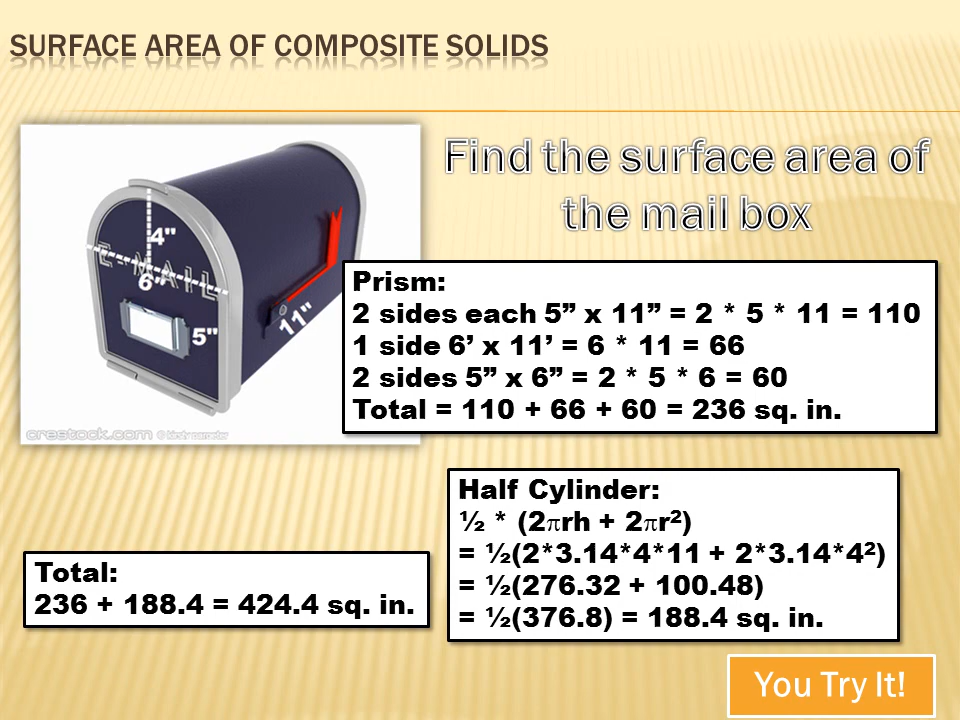 SURFACE AREA OF COMPOSITE SOLIDS
Find the surface area of
the mail box
4"
E-MAIL
6”
5"
11"
crestock.com
Prism:
2 sides each 5” x 11” = 2 * 5 * 11 = 110
1 side 6’ x 11’ = 6 * 11 = 66
2 sides 5” x 6” = 2 * 5 * 6 = 60
Total = 110 + 66 + 60 = 236 sq. in.
Half Cylinder:
½ * (2πrh + 2πr²)
= ½(2*3.14*4*11 + 2*3.14*4²)
= ½(276.32 + 100.48)
= ½(376.8) = 188.4 sq. in.
Total:
236 + 188.4 = 424.4 sq. in.
You Try It!